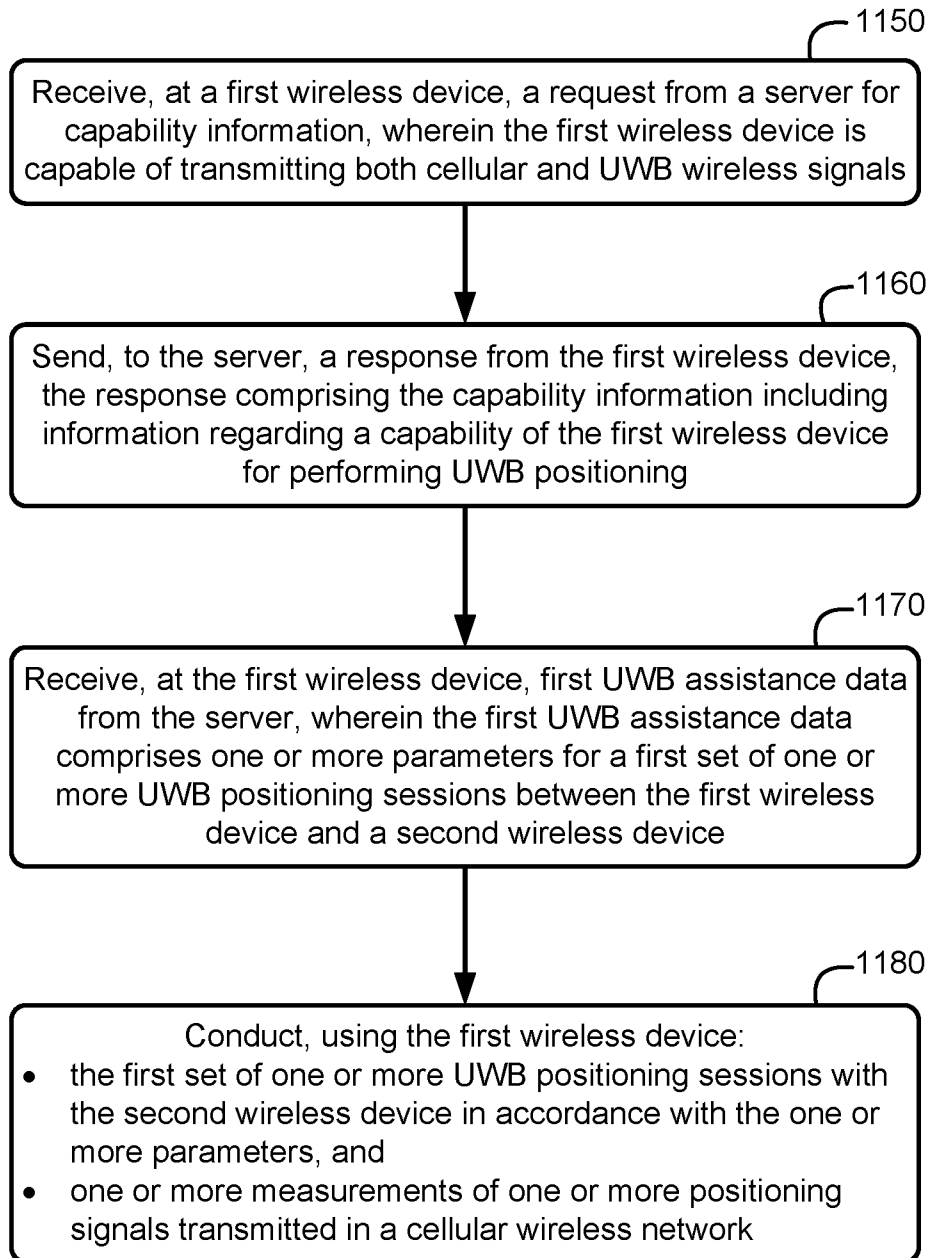 1150
Receive, at a first wireless device, a request from a server for
capability information, wherein the first wireless device is
capable of transmitting both cellular and UWB wireless signals
1160
Send, to the server, a response from the first wireless device,
the response comprising the capability information including
information regarding a capability of the first wireless device
for performing UWB positioning
1170
Receive, at the first wireless device, first UWB assistance data
from the server, wherein the first UWB assistance data
comprises one or more parameters for a first set of one or
more UWB positioning sessions between the first wireless
device and a second wireless device
1180
Conduct, using the first wireless device:
• the first set of one or more UWB positioning sessions with
the second wireless device in accordance with the one or
more parameters, and
• one or more measurements of one or more positioning
signals transmitted in a cellular wireless network